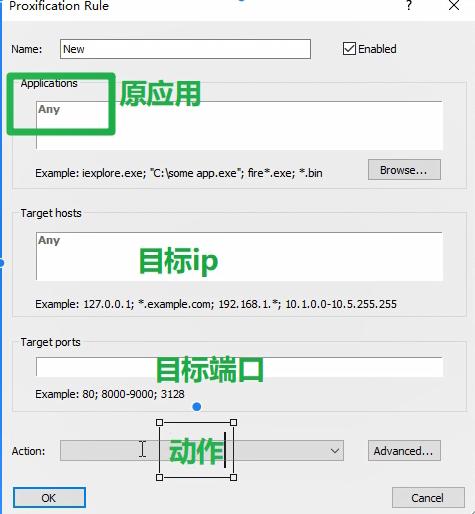 Proxification Rule
?
Name:
New
Enabled
Applications
原应用
Any
Example: iexplore.exe; "C:\some app.exe"; fire*.exe; *.bin
Browse...
Target hosts
Any
目标ip
Example: 127.0.0.1; *.example.com; 192.168.1.*; 10.1.0.0-10.5.255.255
Target ports
目标端口
Example: 80; 8000-9000; 3128
Action:
动作
Advanced...
OK
Cancel